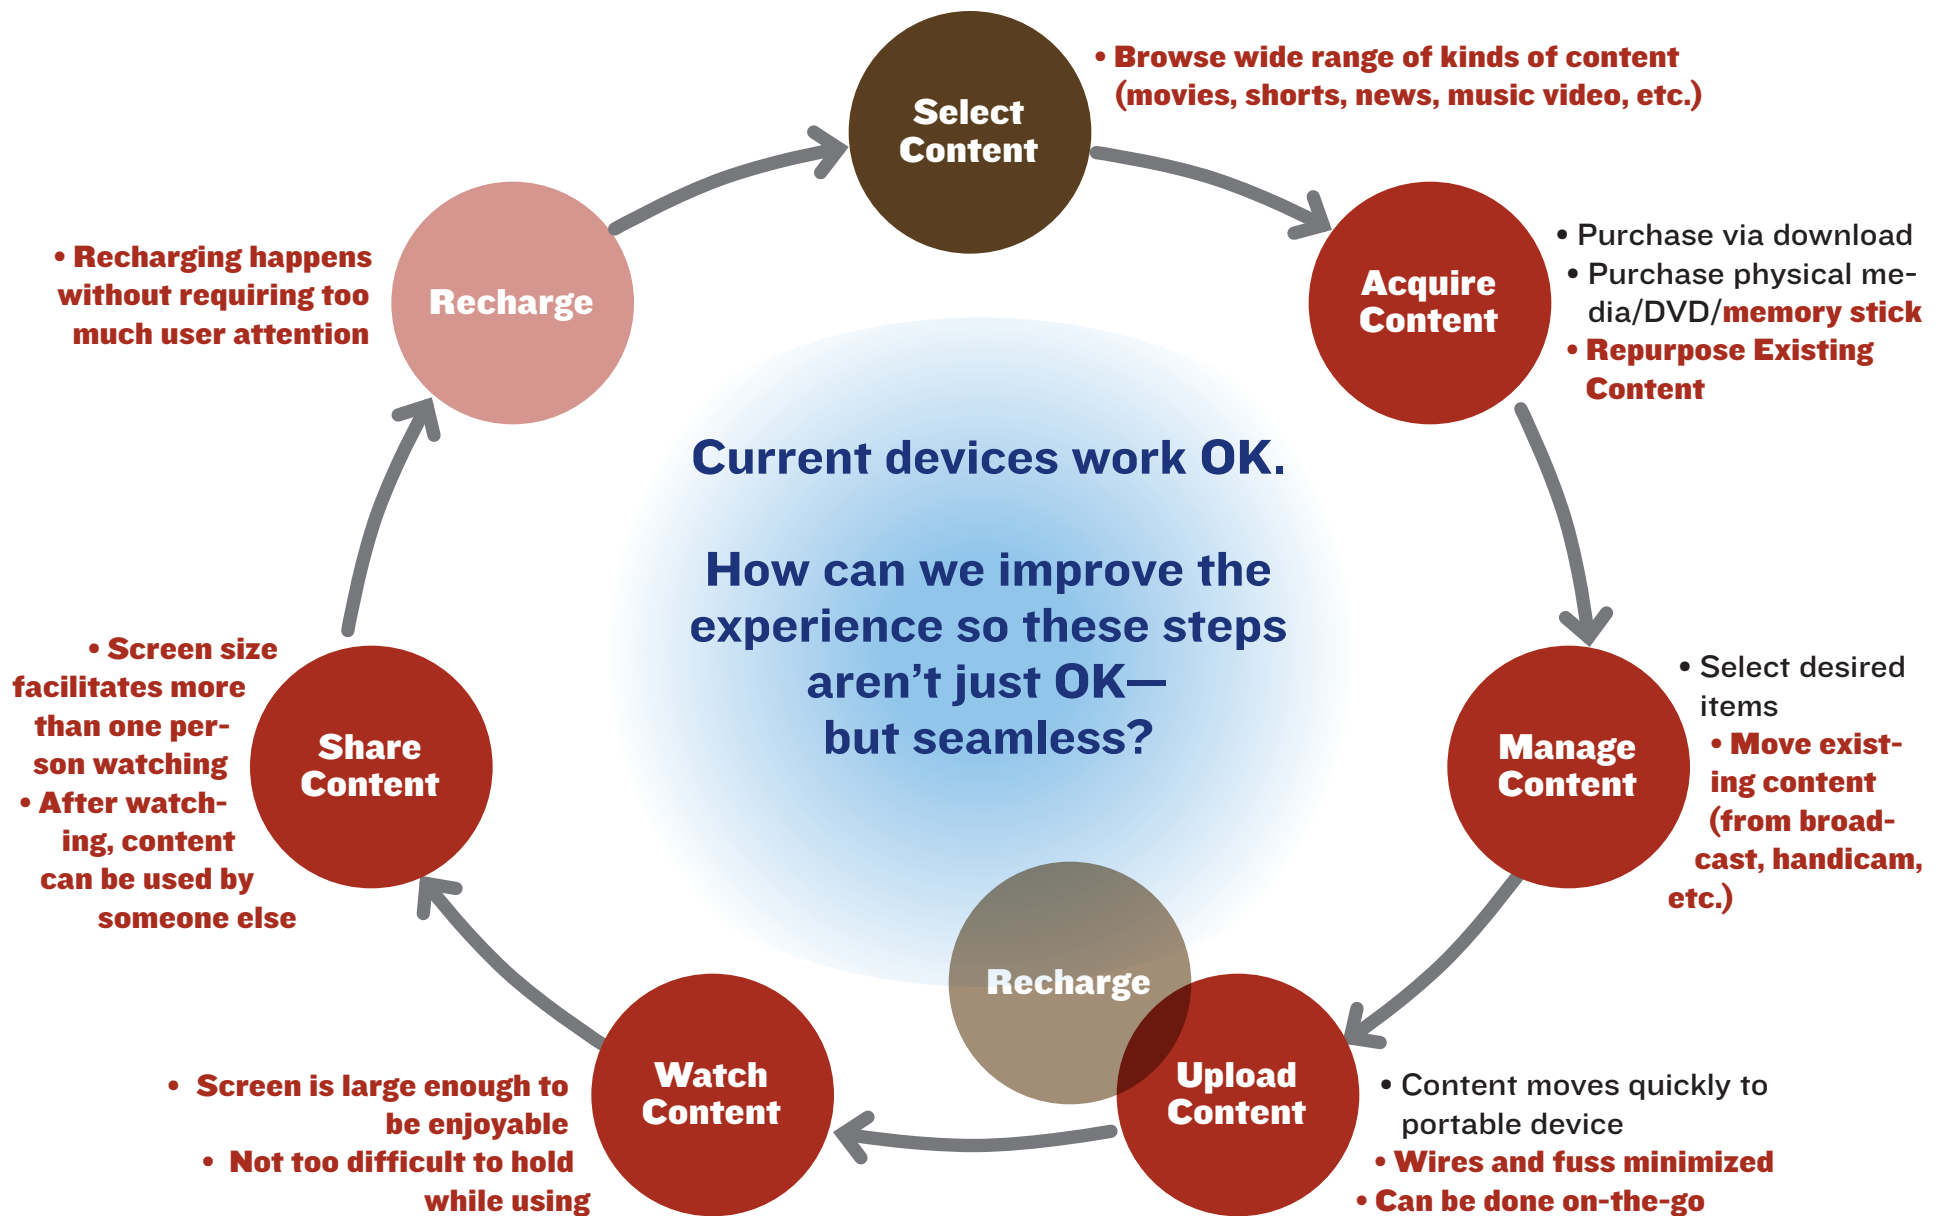 Select
Content
• Browse wide range of kinds of content
(movies, shorts, news, music video, etc.)
Acquire
Content
• Purchase via download
• Purchase physical me-
dia/DVD/memory stick
• Repurpose Existing
Content
Manage
Content
• Select desired
items
• Move exist-
ing content
(from broad-
cast, handicam,
etc.)
Upload
Content
• Content moves quickly to
portable device
• Wires and fuss minimized
• Can be done on-the-go
Recharge
Watch
Content
• Screen is large enough to
be enjoyable
• Not too difficult to hold
while using
Share
Content
• Screen size
facilitates more
than one per-
son watching
• After watch-
ing, content
can be used by
someone else
Recharge
• Recharging happens
without requiring too
much user attention
Current devices work OK.
How can we improve the
experience so these steps
aren’t just OK—
but seamless?